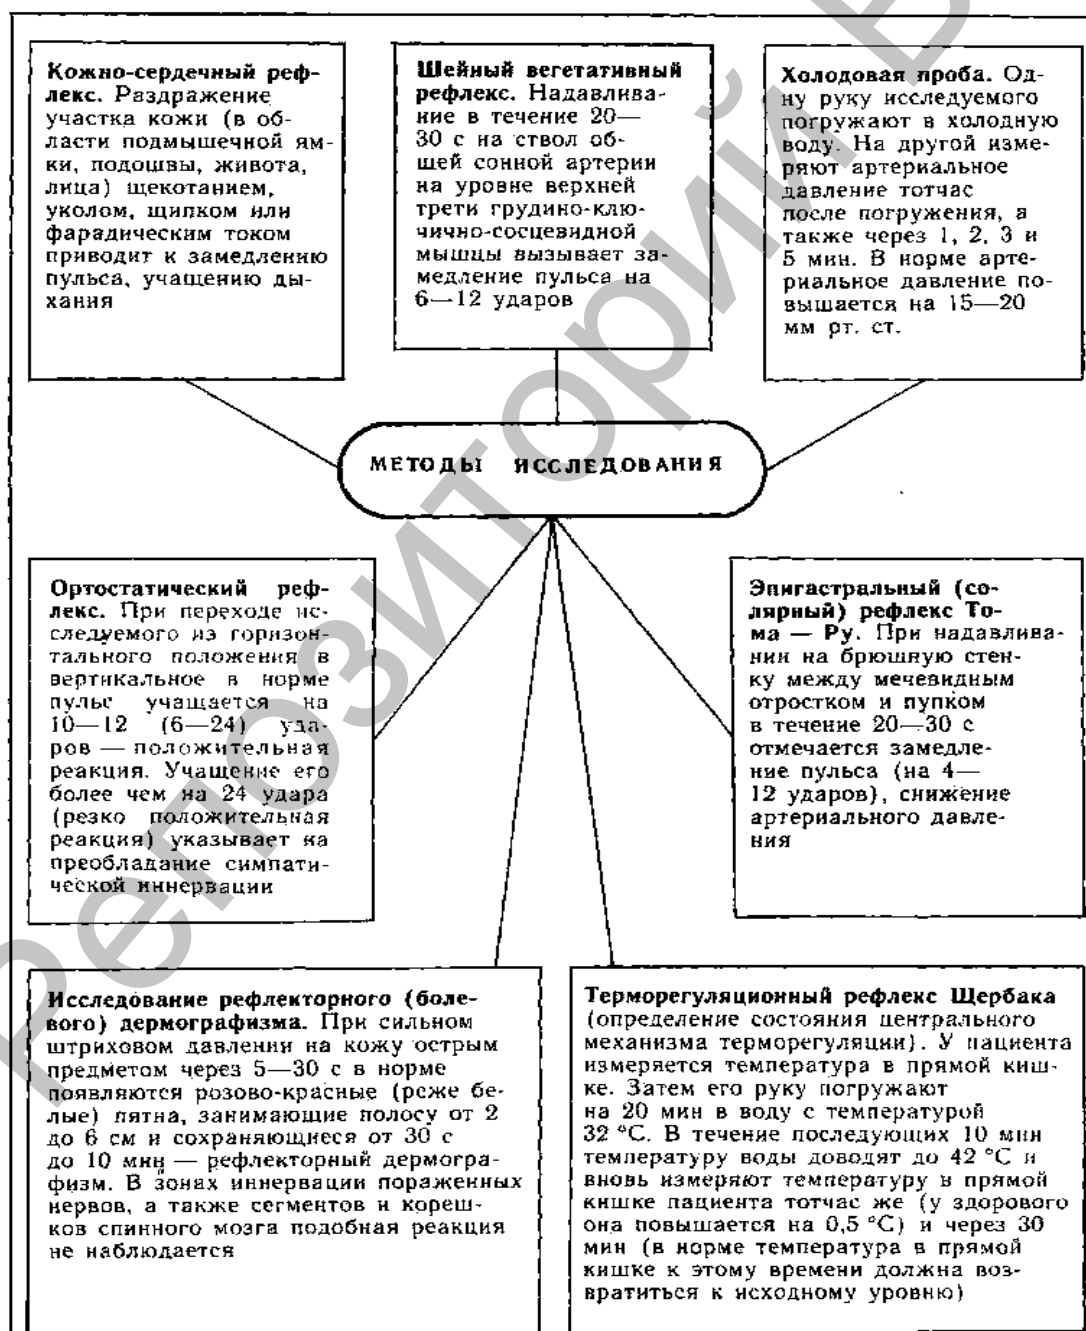 Кожно-сердечный реф-
лекс. Раздражение
участка кожи (в об-
ласти подмышечной ям-
ки, подошвы, живота,
лица) щекотанием,
уколом, щипком или
фарадическим током
приводит к замедлению
пульса, учащению ды-
хания
Шейный вегетативный
рефлекс. Надавлива-
ние в течение 20—
30 с на ствол об-
щей сонной артерии
на уровне верхней
трети грудино-клю-
чично-сосцевидной
мышцы вызывает за-
медление пульса на
6—12 ударов
Холодовая проба. Од-
ну руку исследуемого
погружают в холодную
воду. На другой изме-
ряют артериальное
давление тотчас
после погружения, а
также через 1, 2, 3 и
5 мин. В норме арте-
риальное давление по-
вышается на 15—20
мм рт. ст.
МЕТОДЫ ИССЛЕДОВАНИЯ
Ортостатический реф-
лекс. При переходе ис-
следуемого из горизон-
тального положения в
вертикальное в норме
пульс учащается на
10—12 (6—24) уда-
ров — положительная
реакция. Учащение его
более чем на 24 удара
(резко положительная
реакция) указывает на
преобладание симпати-
ческой иннервации
Эпигастральный (со-
лярный) рефлекс То-
ма — Ру. При надавлива-
нии на брюшную стен-
ку между мечевидным
отростком и пупком
в течение 20—30 с
отмечается замедле-
ние пульса (на 4—
12 ударов), снижение
артериального давле-
ния
Исследование рефлекторного (боле-
вого) дермографизма. При сильном
штриховом давлении на кожу острым
предметом через 5—30 с в норме
появляются розово-красные (реже бе-
лые) пятна, занимающие полосу от 2
до 6 см и сохраняющиеся от 30 с
до 10 мин — рефлекторный дермогра-
физм. В зонах иннервации пораженных
нервов, а также сегментов и кореш-
ков спинного мозга подобная реакция
не наблюдается
Терморегуляционный рефлекс Щербака
(определение состояния центрального
механизма терморегуляции). У пациента
измеряется температура в прямой киш-
ке. Затем его руку погружают
на 20 мин в воду с температурой
32 °С. В течение последующих 10 мин
температуру воды доводят до 42 °С и
вновь измеряют температуру в прямой
кишке пациента тотчас же (у здорового
она повышается на 0,5 °С) и через 30
мин (в норме температура в прямой
кишке к этому времени должна воз-
вратиться к исходному уровню)
Репозиторий В